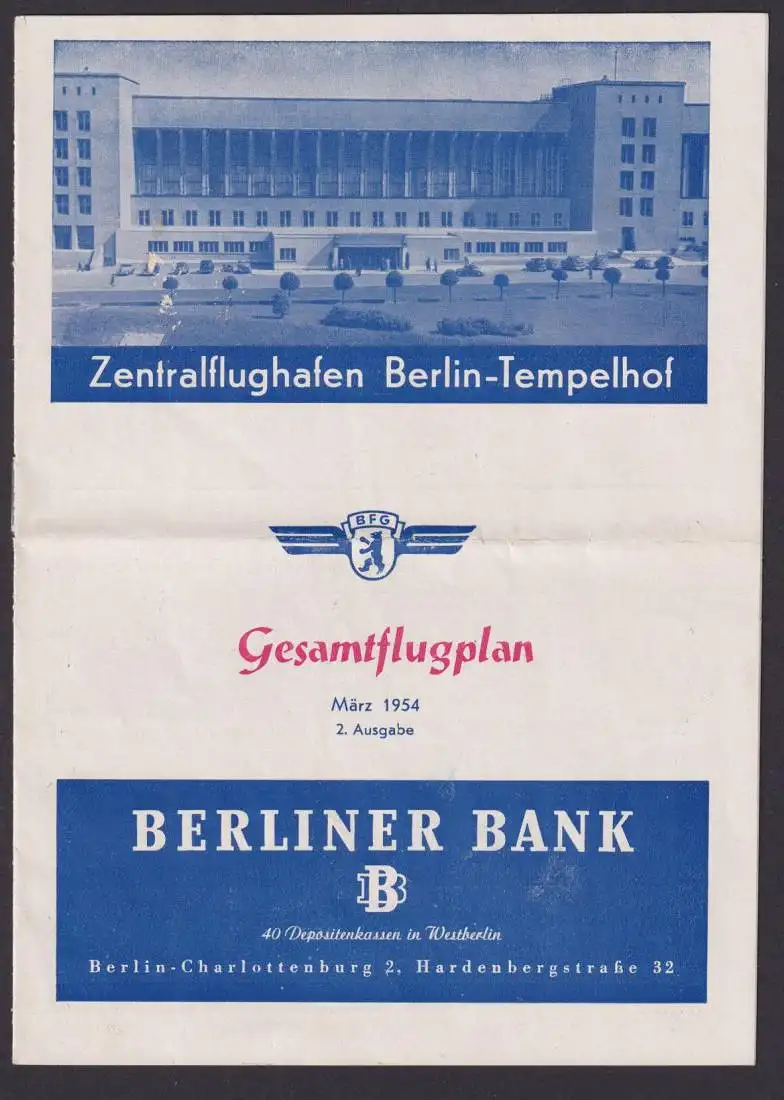 Zentralflughafen Berlin-Tempelhof
BFG
Gesamtflugplan
März 1954
2. Ausgabe
BERLINER BANK
BB
40 Depositenkassen in Westberlin
Berlin-Charlottenburg 2, Hardenbergstraße 32